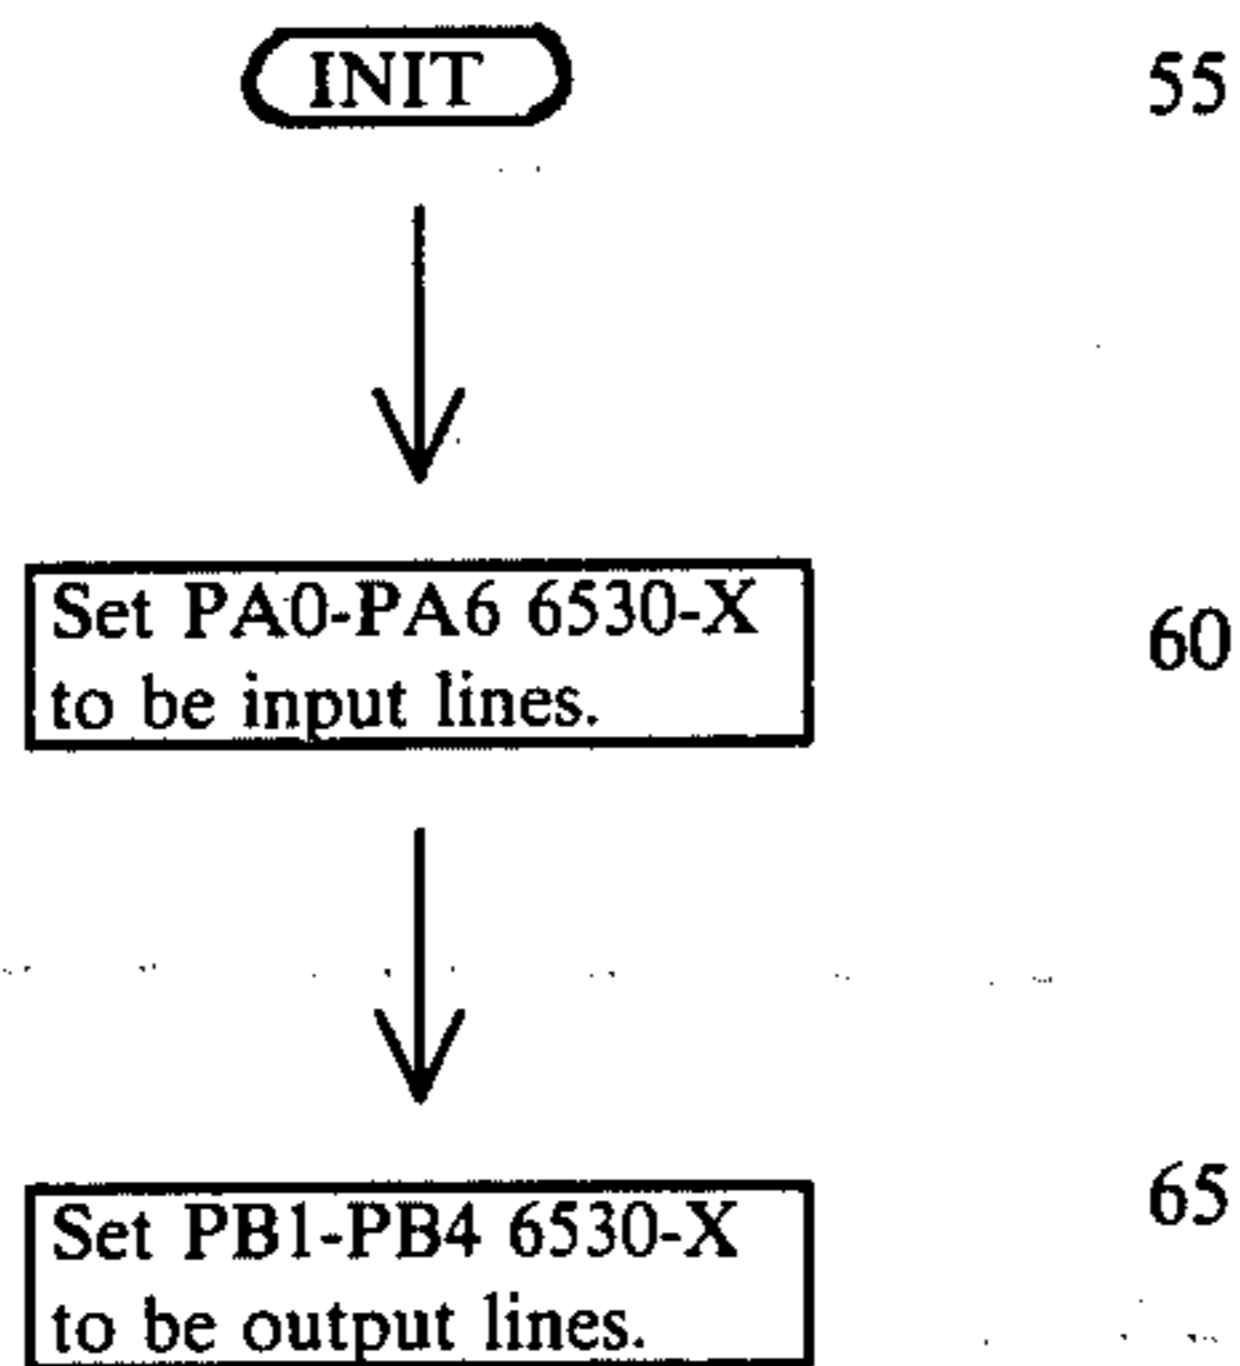 INIT 55
Set PA0-PA6 6530-X 60
to be input lines.
Set PB1-PB4 6530-X 65
to be output lines.